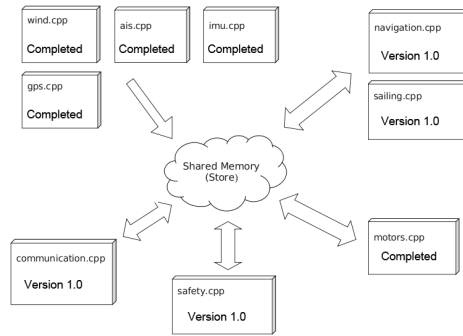 wind.cpp
Completed
ais.cpp
Completed
imu.cpp
Completed
gps.cpp
Completed
navigation.cpp
Version 1.0
sailing.cpp
Version 1.0
Shared Memory
(Store)
communication.cpp
Version 1.0
safety.cpp
Version 1.0
motors.cpp
Completed